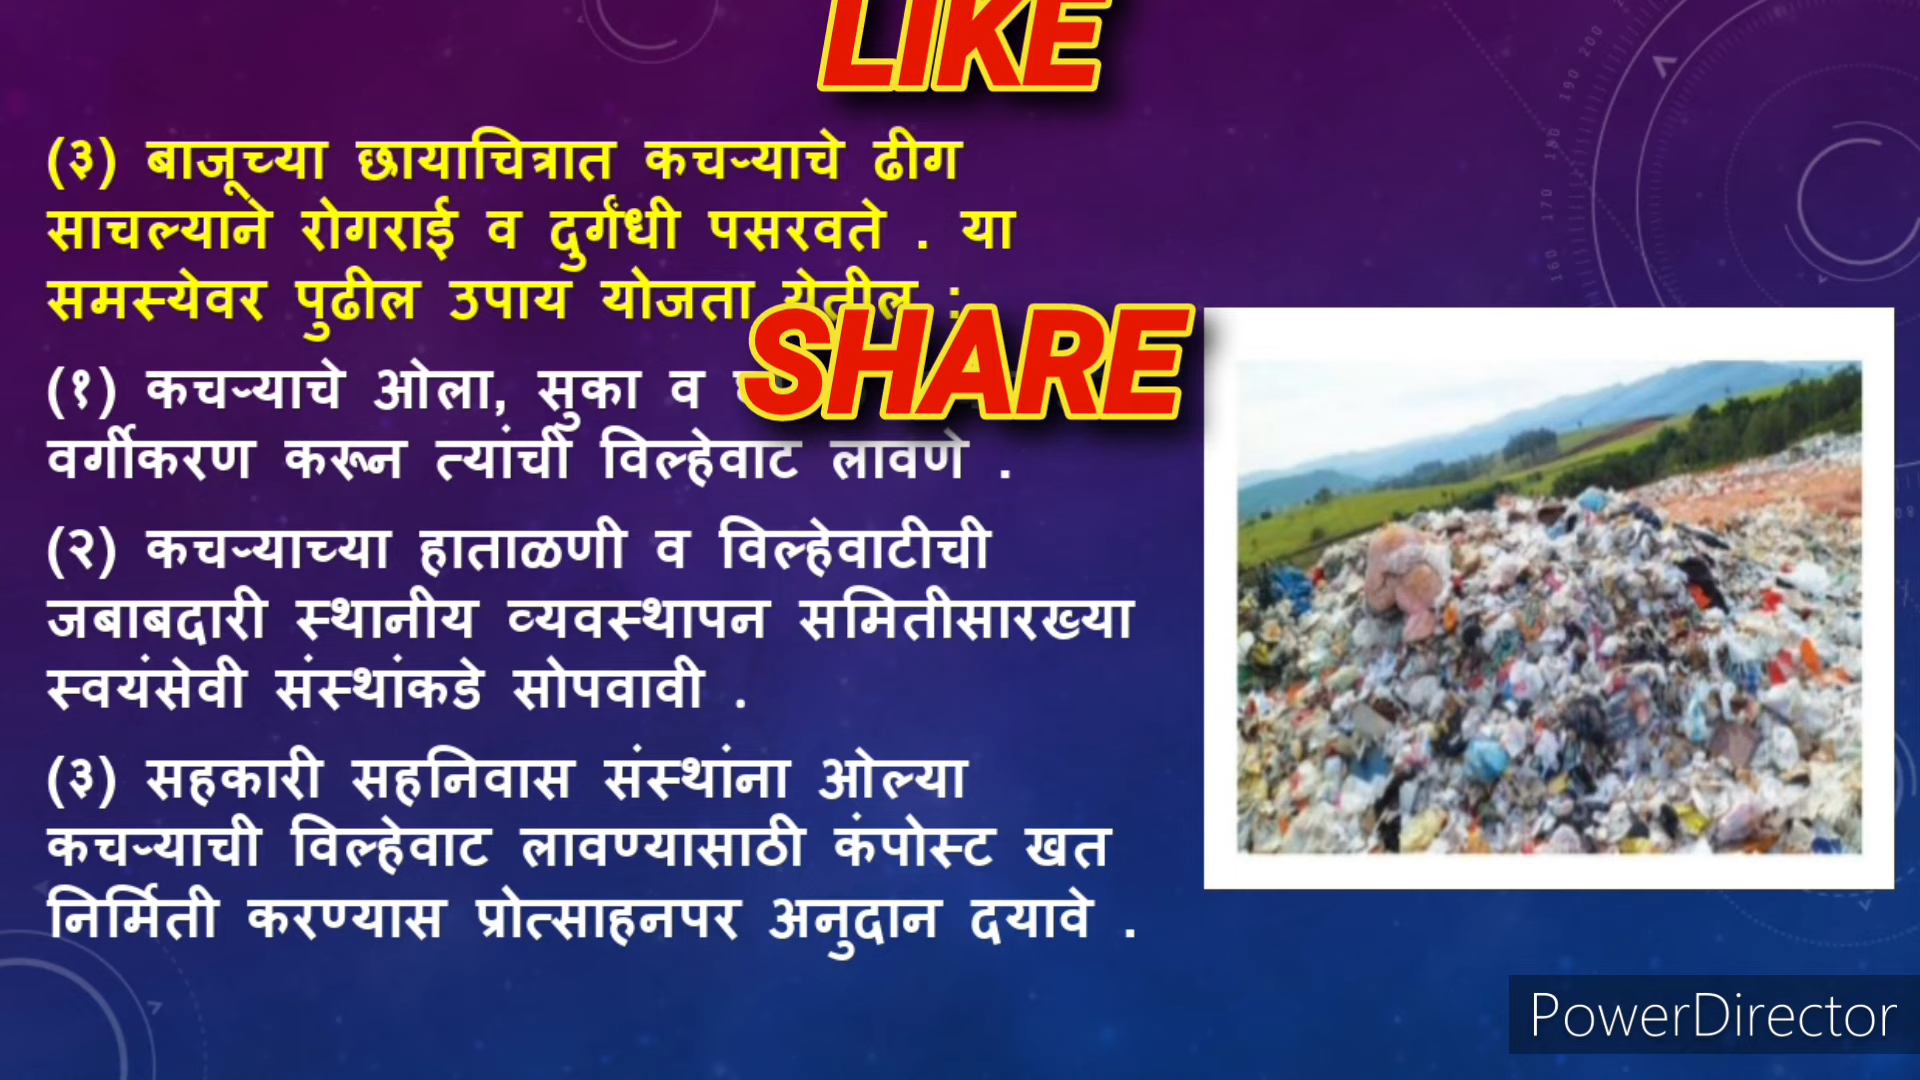 LIKE
(३) बाजूच्या छायाचित्रात कचऱ्याचे ढीग
साचल्याने रोगराई व दुर्गंधी पसरवते . या
समस्येवर पुढील उपाय योजता येतील :
SHARE
(१) कचऱ्याचे ओला, सुका व
वर्गीकरण करून त्यांची विल्हेवाट लावणे .
(२) कचऱ्याच्या हाताळणी व विल्हेवाटीची
जबाबदारी स्थानीय व्यवस्थापन समितीसारख्या
स्वयंसेवी संस्थांकडे सोपवावी .
(३) सहकारी सहनिवास संस्थांना ओल्या
कचऱ्याची विल्हेवाट लावण्यासाठी कंपोस्ट खत
निर्मिती करण्यास प्रोत्साहनपर अनुदान दयावे .
PowerDirector